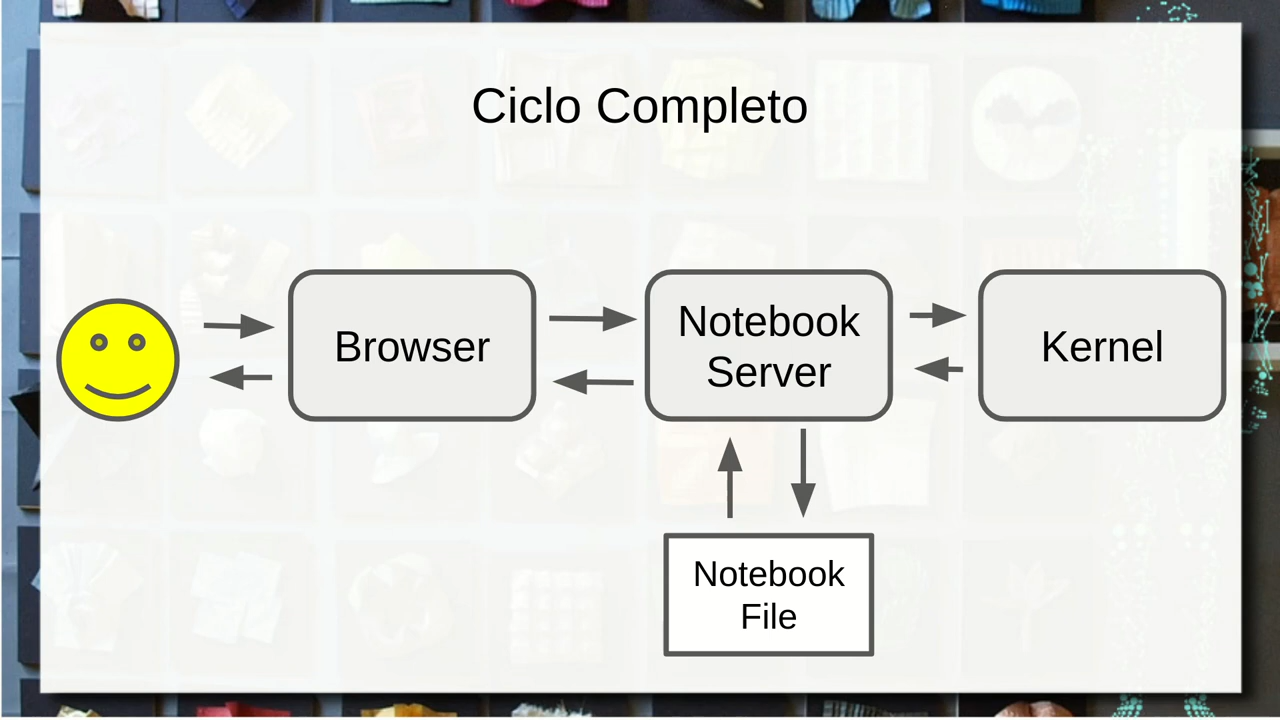 Ciclo Completo
Browser
Notebook
Server
Kernel
Notebook
File